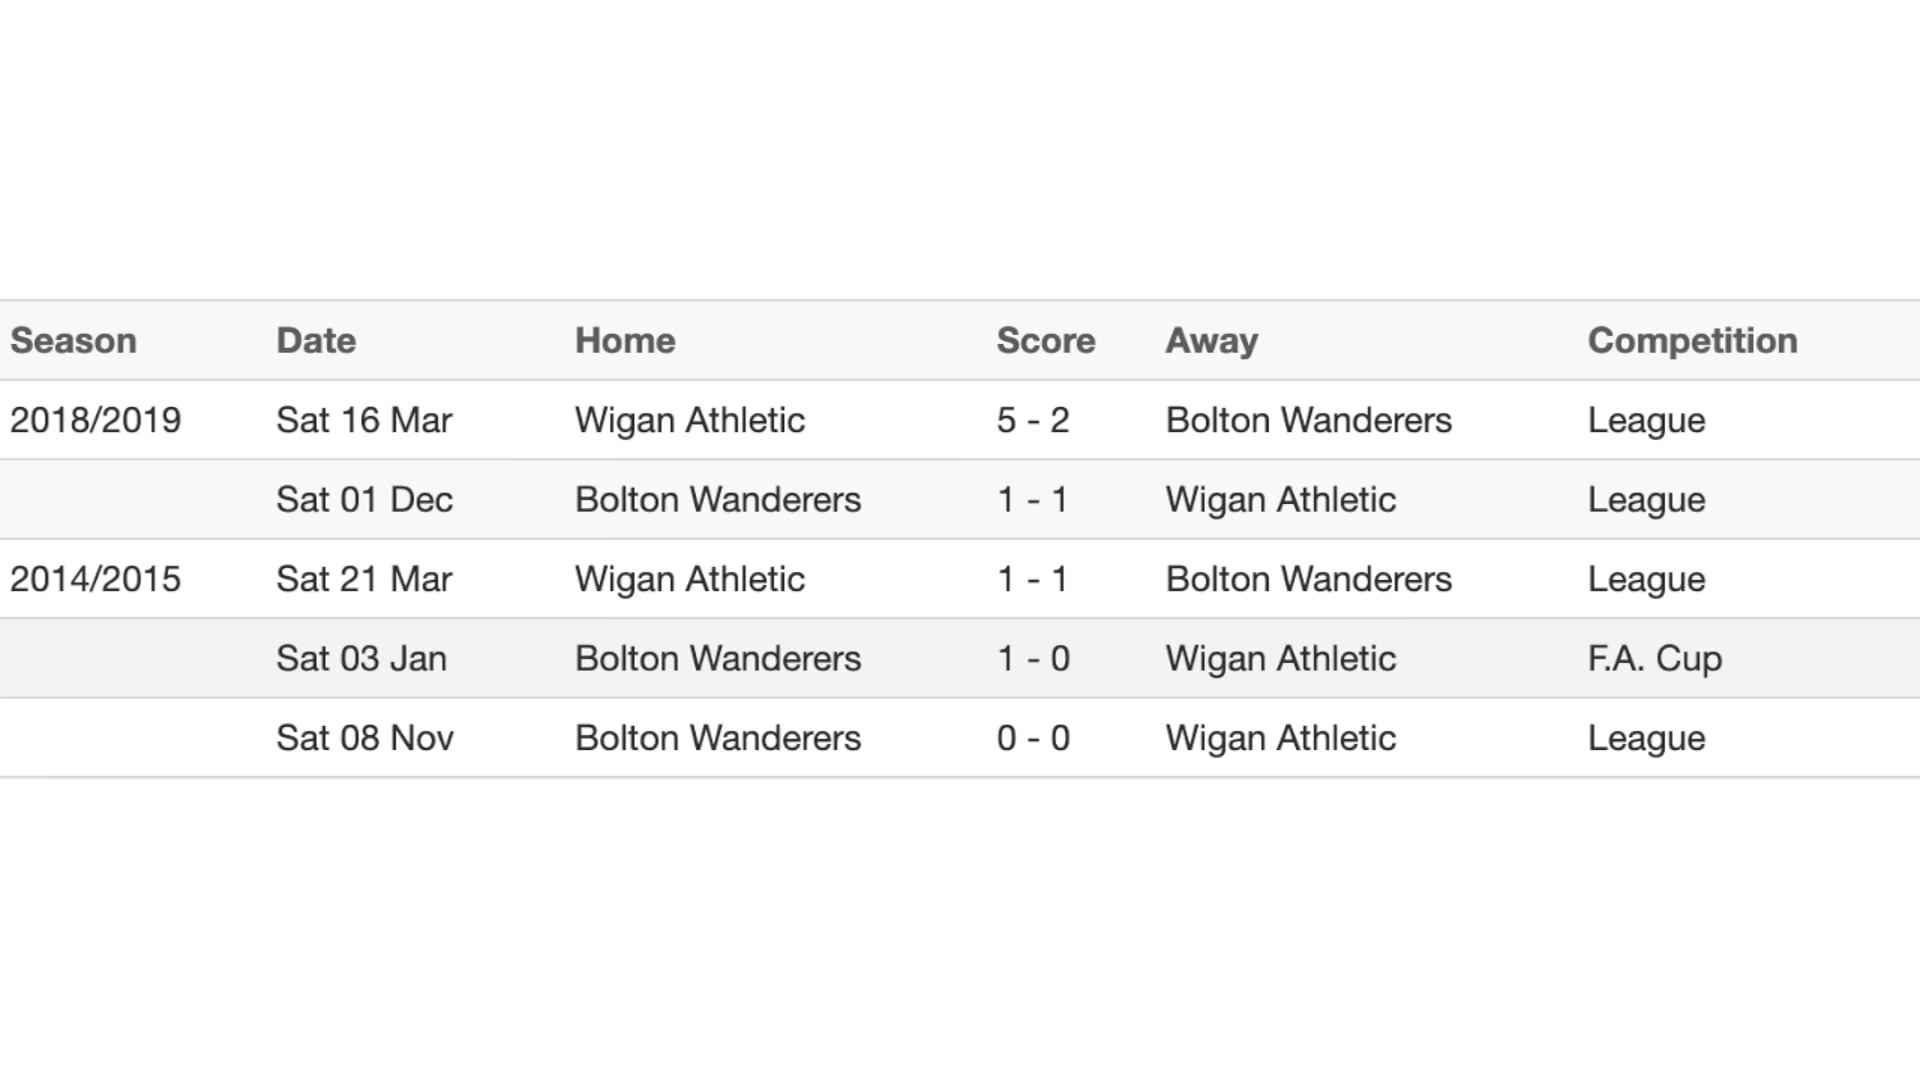 Season Date Home Score Away Competition
2018/2019 Sat 16 Mar Wigan Athletic 5 - 2 Bolton Wanderers League
Sat 01 Dec Bolton Wanderers 1 - 1 Wigan Athletic League
2014/2015 Sat 21 Mar Wigan Athletic 1 - 1 Bolton Wanderers League
Sat 03 Jan Bolton Wanderers 1 - 0 Wigan Athletic F.A. Cup
Sat 08 Nov Bolton Wanderers 0 - 0 Wigan Athletic League